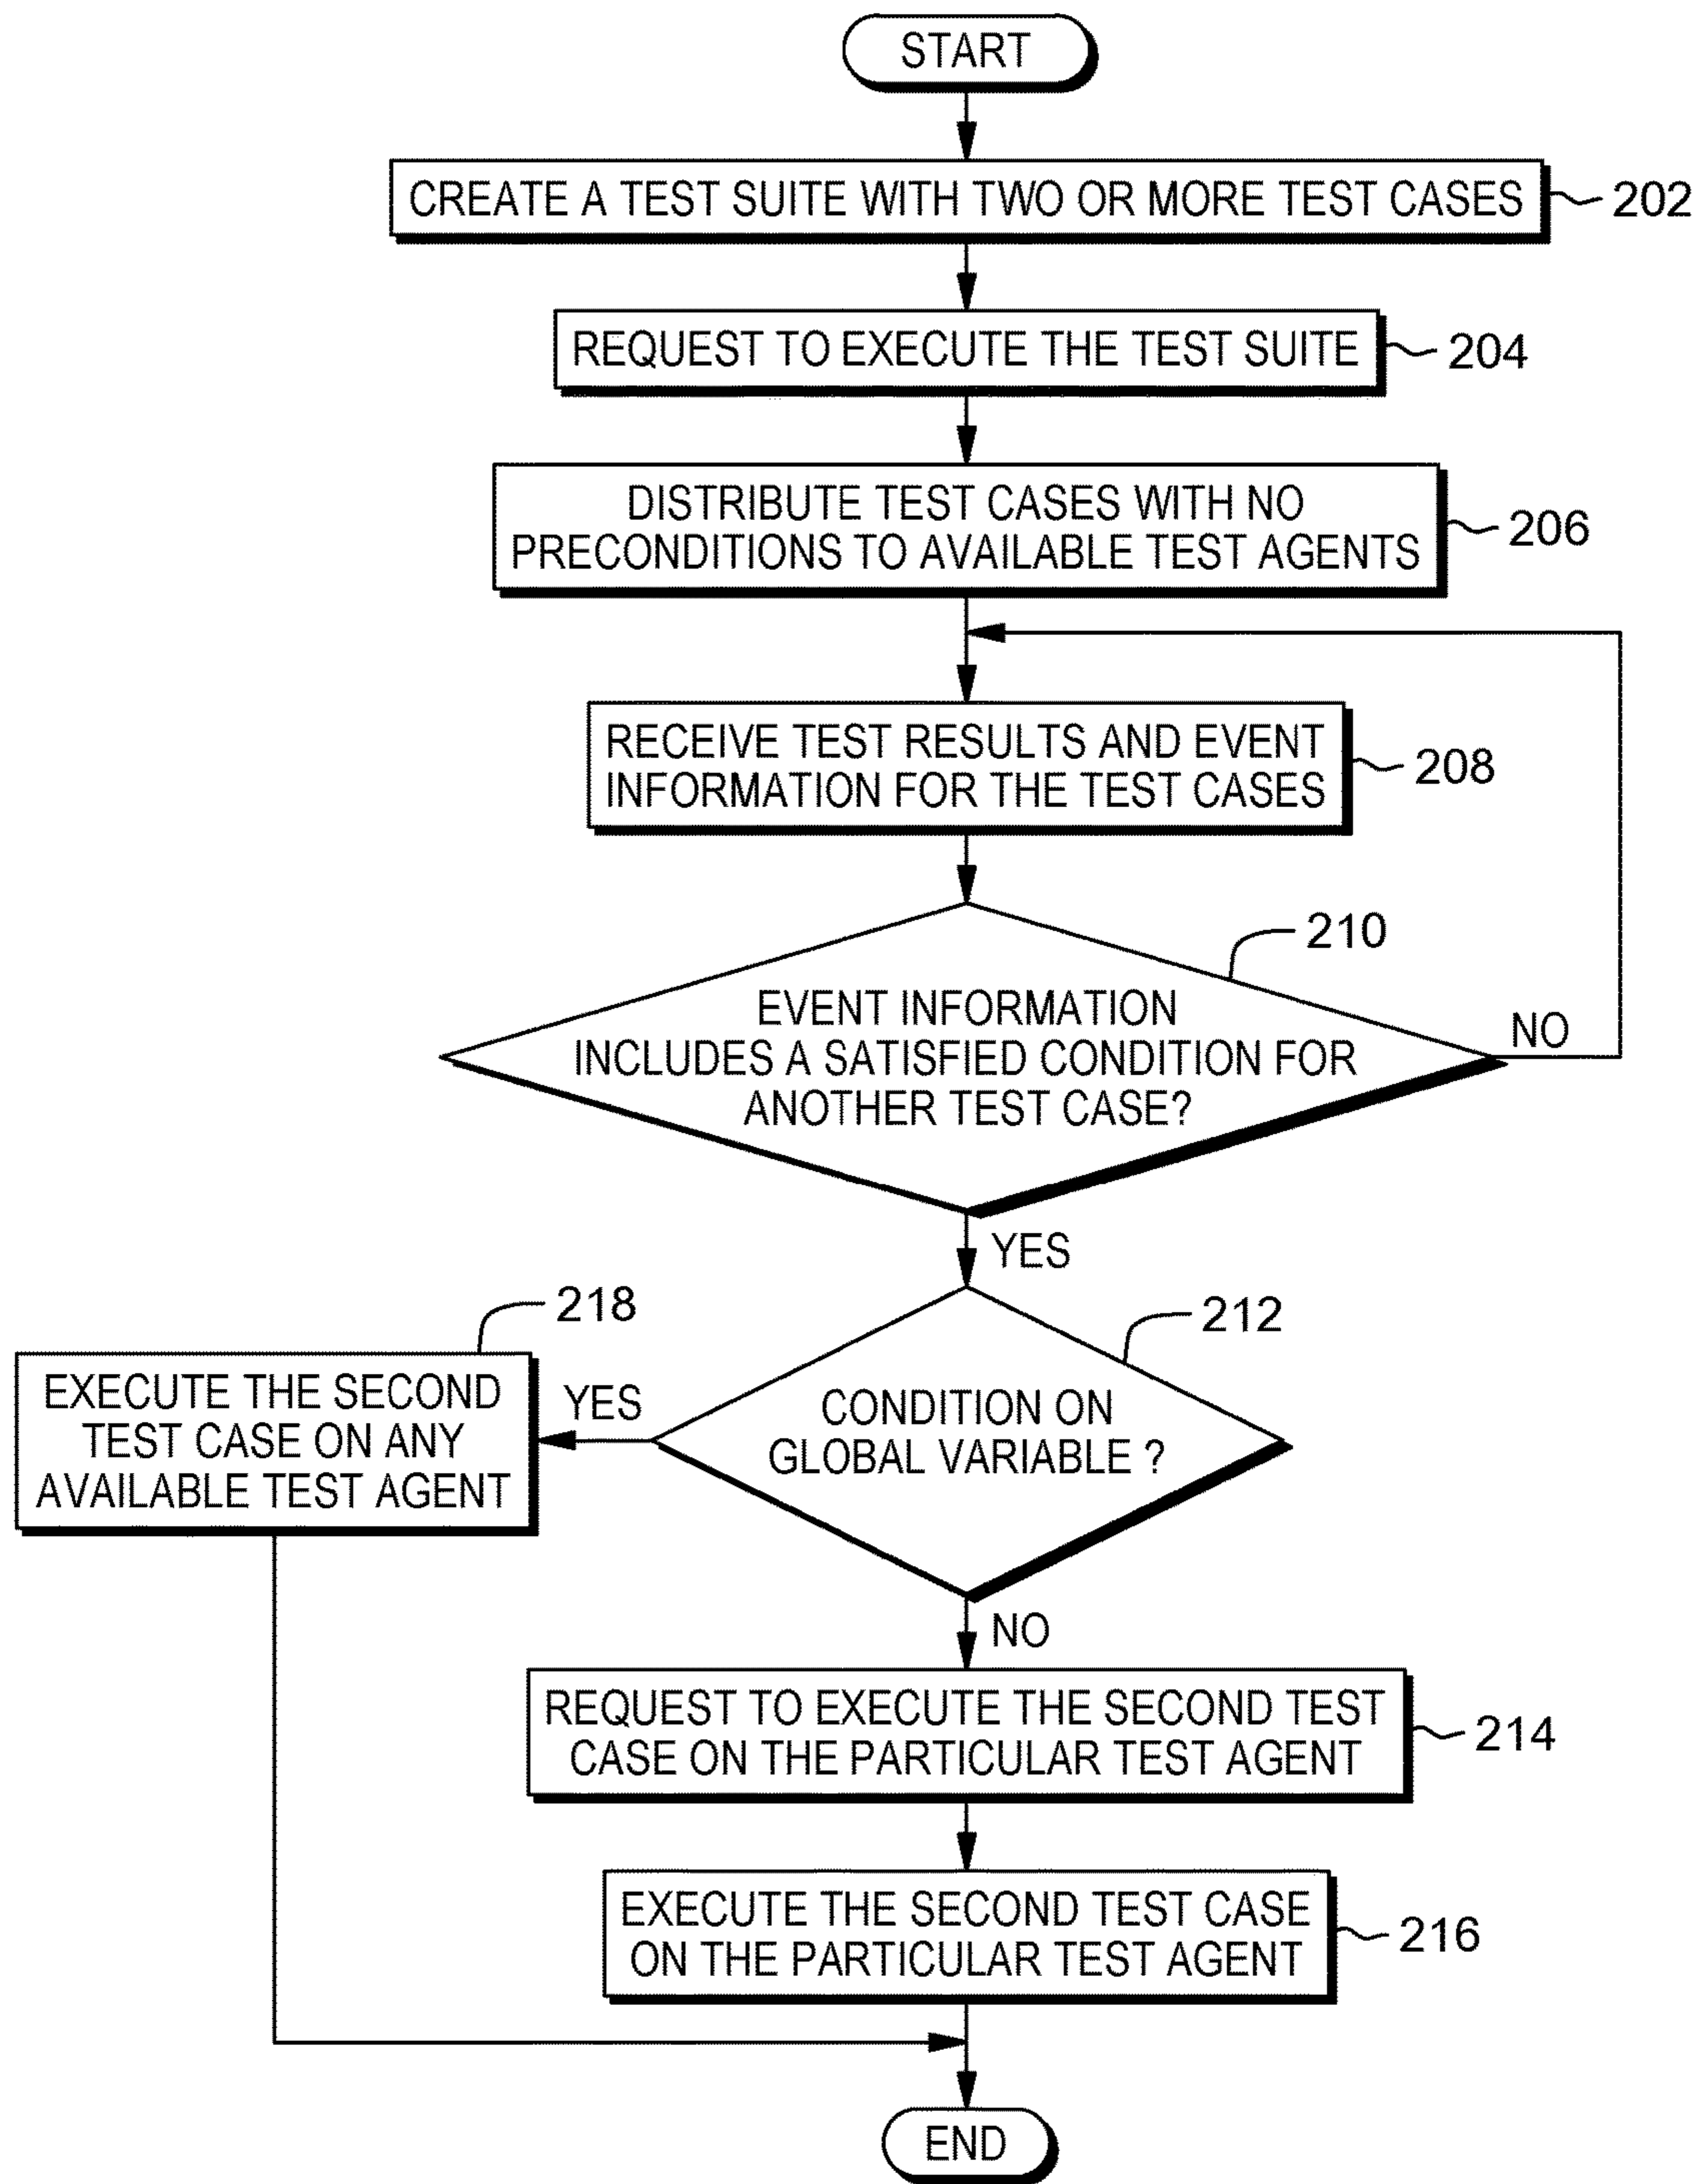 START
CREATE A TEST SUITE WITH TWO OR MORE TEST CASES
202
REQUEST TO EXECUTE THE TEST SUITE
204
DISTRIBUTE TEST CASES WITH NO
PRECONDITIONS TO AVAILABLE TEST AGENTS
206
RECEIVE TEST RESULTS AND EVENT
INFORMATION FOR THE TEST CASES
208
210
EVENT INFORMATION
INCLUDES A SATISFIED CONDITION FOR
ANOTHER TEST CASE?
NO
YES
218
212
EXECUTE THE SECOND
TEST CASE ON ANY
AVAILABLE TEST AGENT
YES
CONDITION ON
GLOBAL VARIABLE ?
NO
REQUEST TO EXECUTE THE SECOND TEST
CASE ON THE PARTICULAR TEST AGENT
214
EXECUTE THE SECOND TEST CASE
ON THE PARTICULAR TEST AGENT
216
END